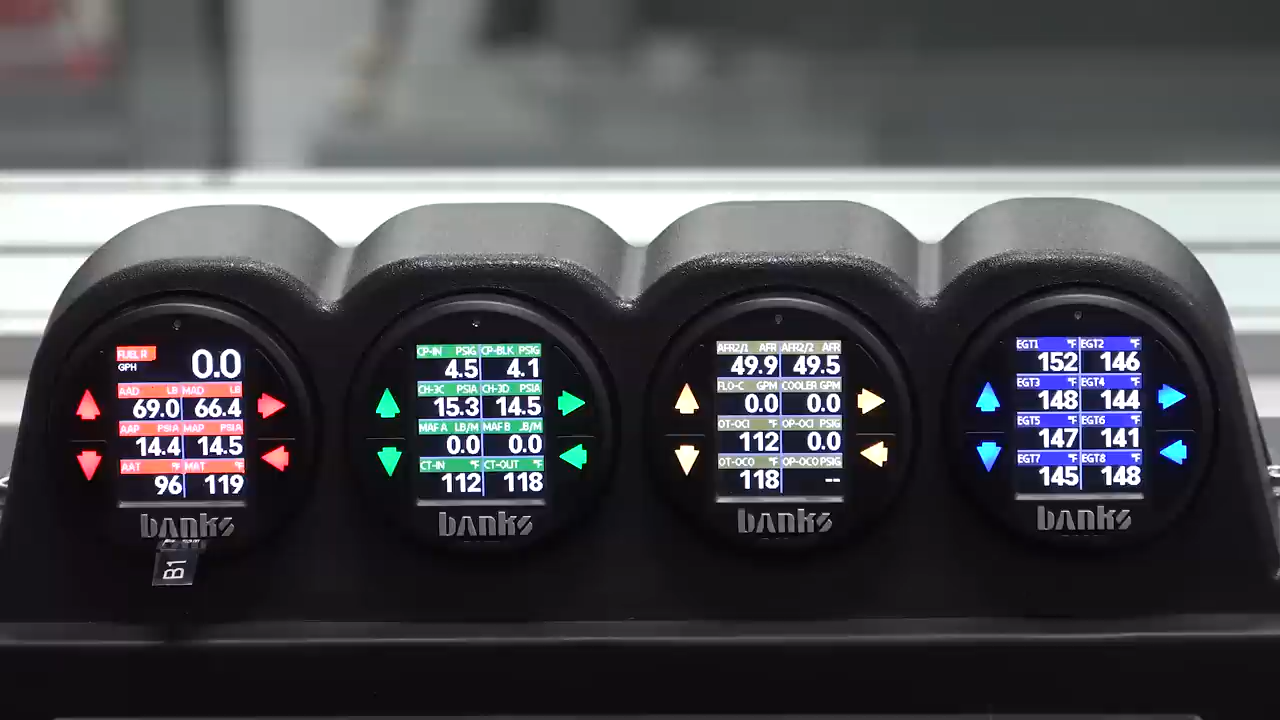 FUEL R
GPH 0.0
AAD LB MAD LB
69.0 66.4
AAP PSIA MAP PSIA
14.4 14.5
AAT °F MAT °F
96 119
banks
B1
CP-IN PSIG CP-BLK PSIG
4.5 4.1
CH-3C PSIA CH-3D PSIA
15.3 14.5
MAF A LB/M MAF B LB/M
0.0 0.0
CT-IN °F CT-OUT °F
112 118
banks
AFR2/1 AFR AFR2/2 AFR
49.9 49.5
FLO-C GPM COOLER GPM
0.0 0.0
OT-OCI °F OP-OCI PSIG
112 0.0
OT-OCO °F OP-OCO PSIG
118 --
banks
EGT1 °F EGT2 °F
152 146
EGT3 °F EGT4 °F
148 144
EGT5 °F EGT6 °F
147 141
EGT7 °F EGT8 °F
145 148
banks